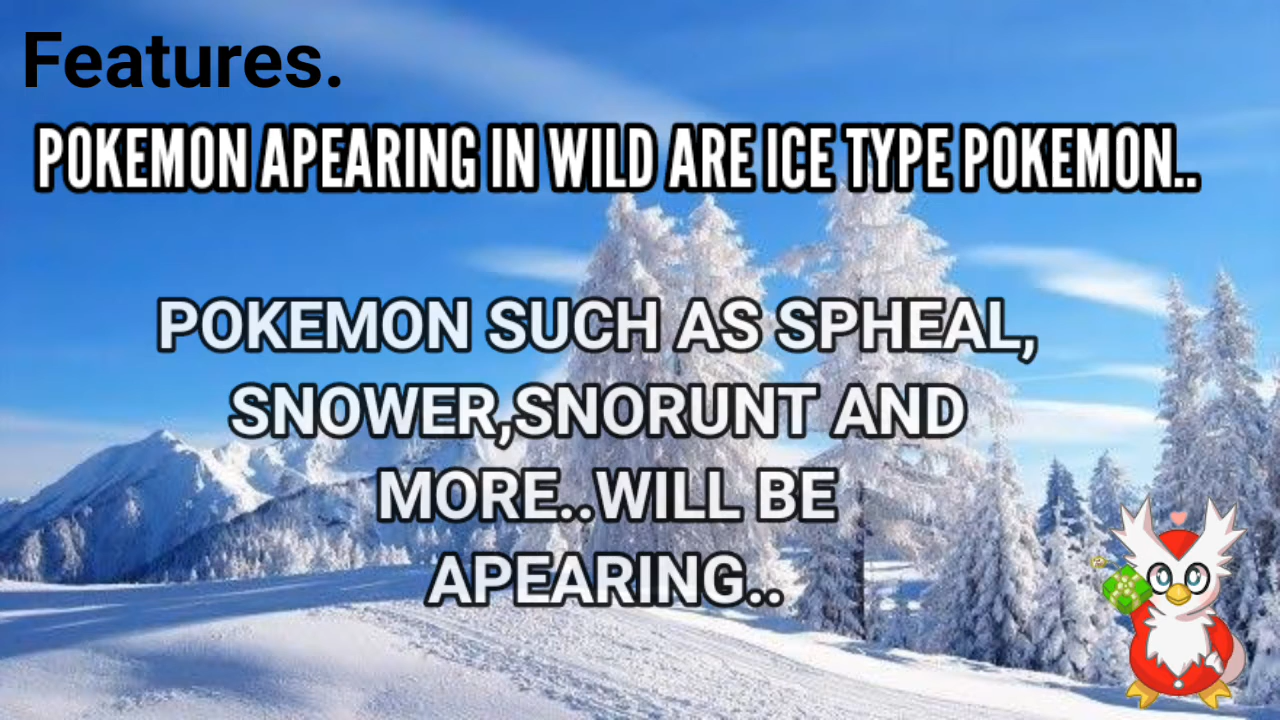 Features.
POKEMON APEARING IN WILD ARE ICE TYPE POKEMON..
POKEMON SUCH AS SPHEAL,
SNOWER,SNORUNT AND
MORE..WILL BE
APEARING..